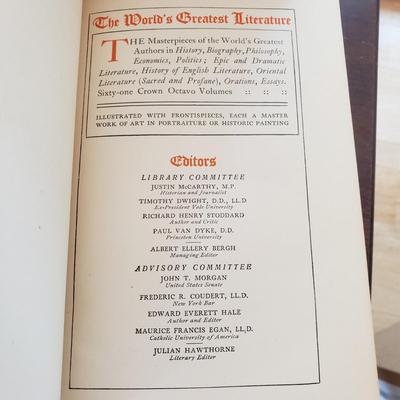 The World's Greatest Literature
THE Masterpieces of the World's Greatest
Authors in History, Biography, Philosophy,
Economics, Politics; Epic and Dramatic
Literature, History of English Literature, Oriental
Literature (Sacred and Profane), Orations, Essays.
Sixty-one Crown Octavo Volumes :: :: ::
ILLUSTRATED WITH FRONTISPIECES, EACH A MASTER
WORK OF ART IN PORTRAITURE OR HISTORIC PAINTING
Editors
LIBRARY COMMITTEE
JUSTIN McCARTHY, M.P.
Historian and Journalist
TIMOTHY DWIGHT, D.D., LL.D
Ex-President Yale University
RICHARD HENRY STODDARD
Author and Critic
PAUL VAN DYKE, D.D.
Princeton University
ALBERT ELLERY BERGH
Managing Editor
ADVISORY COMMITTEE
JOHN T. MORGAN
United States Senate
FREDERIC R. COUDERT, LL.D
New York Bar
EDWARD EVERETT HALE
Author and Editor
MAURICE FRANCIS EGAN, LL.D.
Catholic University of America
JULIAN HAWTHORNE
Literary Editor